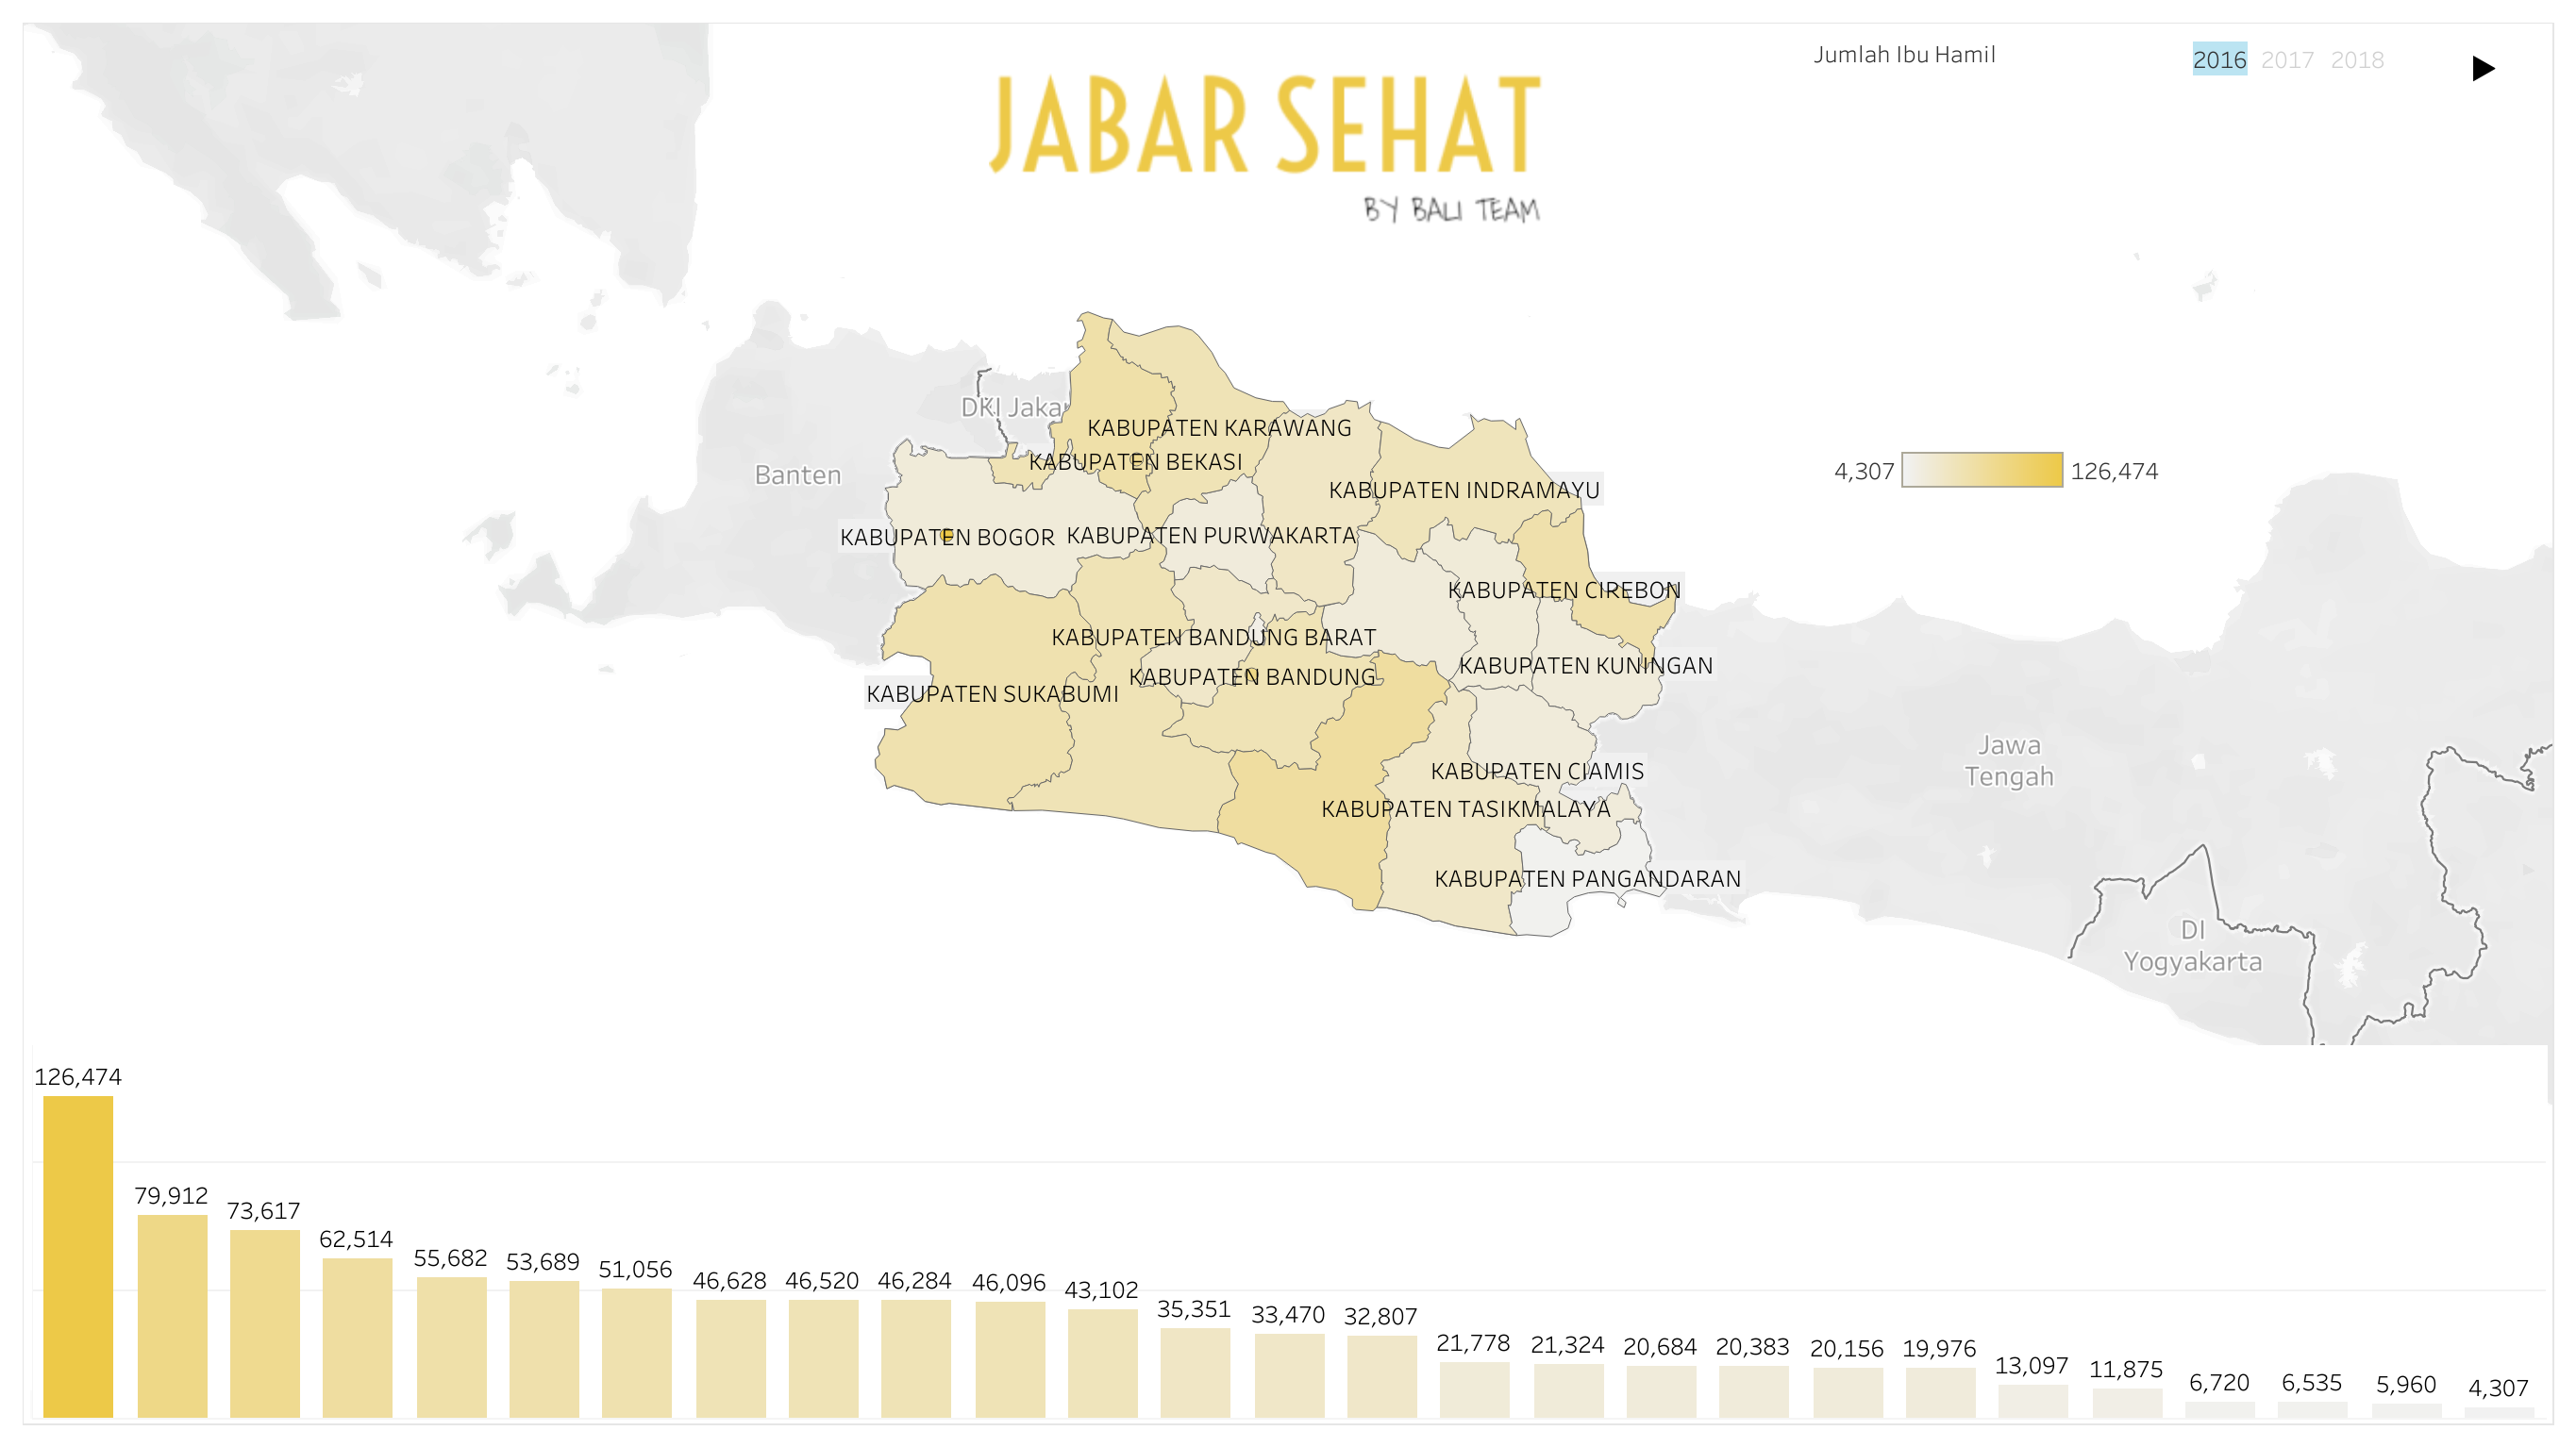 Jumlah Ibu Hamil
2016 2017 2018
JABAR SEHAT
BY BALI TEAM
DKI Jakar
KABUPATEN KARAWANG
KABUPATEN BEKASI
Banten
4,307
126,474
KABUPATEN INDRAMAYU
KABUPATEN BOGOR
KABUPATEN PURWAKARTA
KABUPATEN CIREBON
KABUPATEN BANDUNG BARAT
KABUPATEN KUNINGAN
KABUPATEN BANDUNG
KABUPATEN SUKABUMI
Jawa
Tengah
KABUPATEN CIAMIS
KABUPATEN TASIKMALAYA
KABUPATEN PANGANDARAN
DI
Yogyakarta
126,474
79,912
73,617
62,514
55,682
53,689
51,056
46,628
46,520
46,284
46,096
43,102
35,351
33,470
32,807
21,778
21,324
20,684
20,383
20,156
19,976
13,097
11,875
6,720
6,535
5,960
4,307